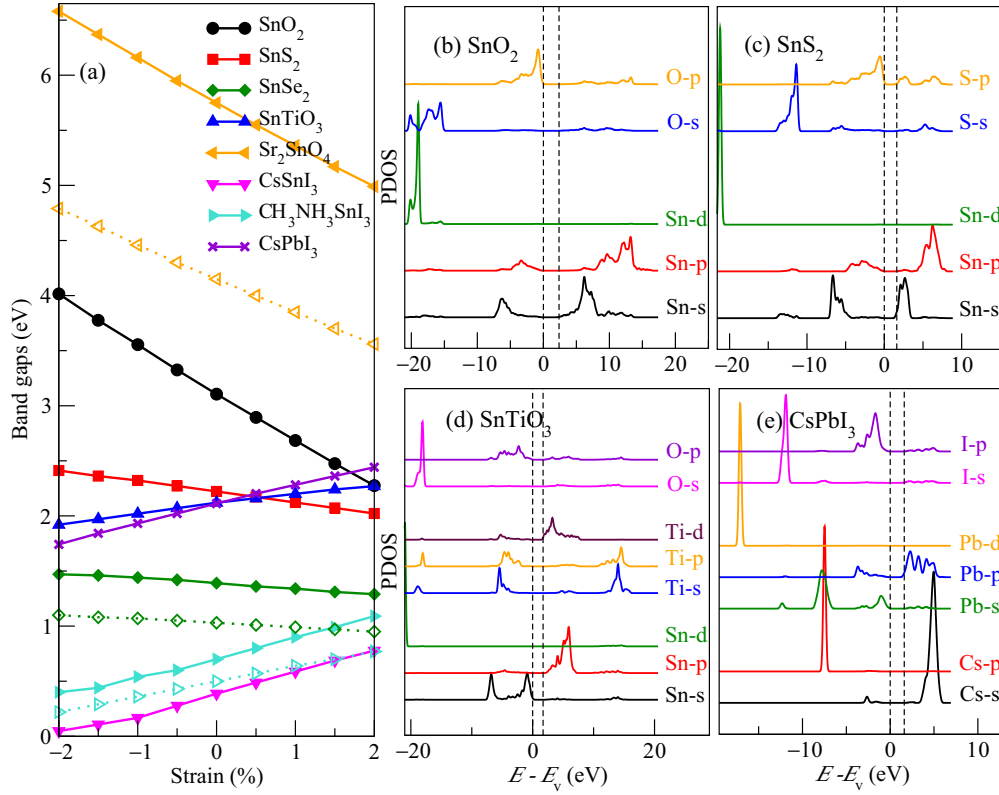 (a)
SnO2
SnS2
SnSe2
SnTiO3
Sr2SnO4
CsSnI3
CH3NH3SnI3
CsPbI3
Band gaps (eV)
6
5
4
3
2
1
0
−2 −1 0 1 2
Strain (%)
(b) SnO2
PDOS
O-p
O-s
Sn-d
Sn-p
Sn-s
−20 −10 0 10 20
(c) SnS2
S-p
S-s
Sn-d
Sn-p
Sn-s
−20 −10 0 10
(d) SnTiO3
PDOS
O-p
O-s
Ti-d
Ti-p
Ti-s
Sn-d
Sn-p
Sn-s
−20 0 20
E - Ev (eV)
(e) CsPbI3
I-p
I-s
Pb-d
Pb-p
Pb-s
Cs-p
Cs-s
−10 0 10
E -Ev (eV)